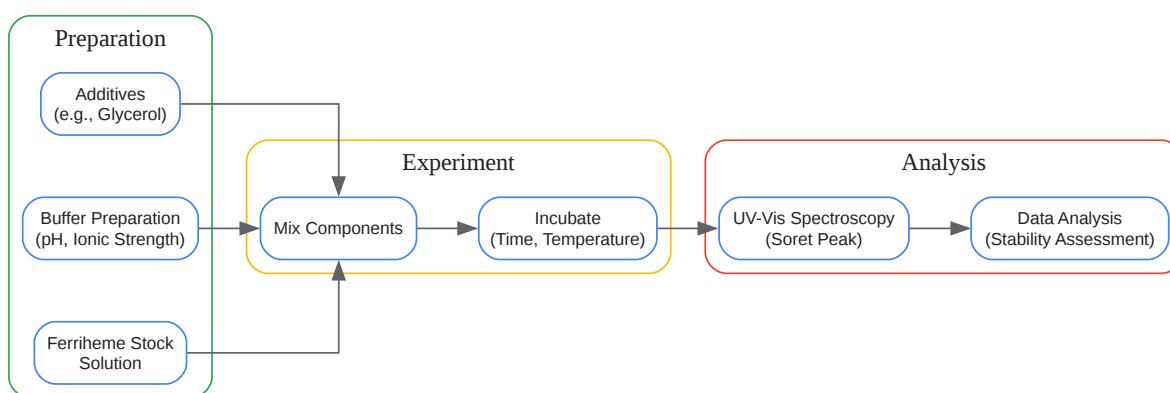 Preparation
Additives
(e.g., Glycerol)
Buffer Preparation
(pH, Ionic Strength)
Ferriheme Stock
Solution
Experiment
Mix Components
Incubate
(Time, Temperature)
Analysis
UV-Vis Spectroscopy
(Soret Peak)
Data Analysis
(Stability Assessment)